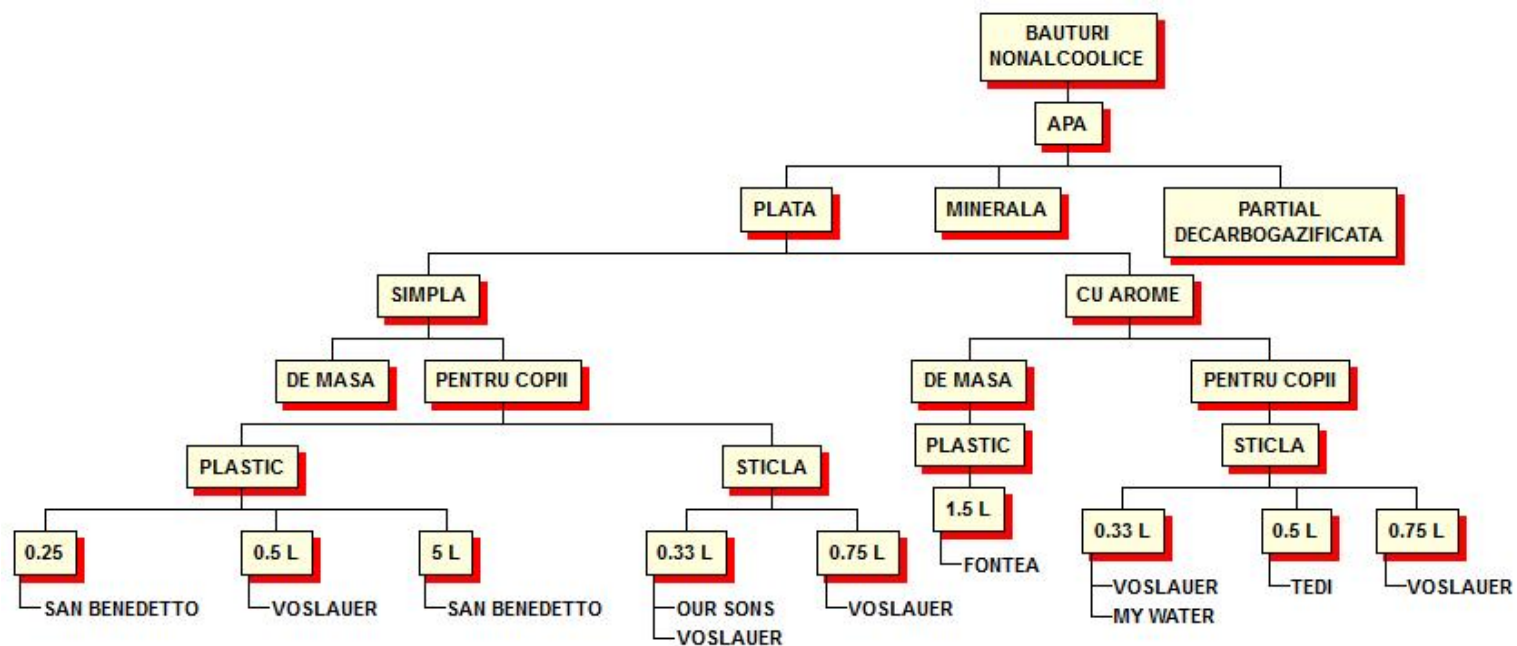 BAUTURI
NONALCOOLICE
APA
PLATA
MINERALA
PARTIAL
DECARBOGAZIFICATA
SIMPLA
CU AROME
DE MASA
PENTRU COPII
DE MASA
PENTRU COPII
PLASTIC
STICLA
PLASTIC
STICLA
0.25
0.5 L
5 L
0.33 L
0.75 L
1.5 L
0.33 L
0.5 L
0.75 L
SAN BENEDETTO
VOSLAUER
SAN BENEDETTO
OUR SONS
VOSLAUER
VOSLAUER
FONTEA
VOSLAUER
MY WATER
TEDI
VOSLAUER